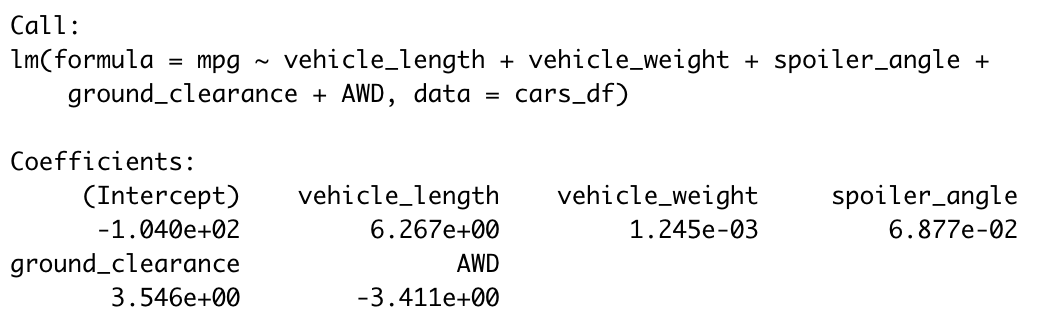 Call:
lm(formula = mpg ~ vehicle_length + vehicle_weight + spoiler_angle +
    ground_clearance + AWD, data = cars_df)

Coefficients:
     (Intercept)    vehicle_length    vehicle_weight     spoiler_angle
      -1.040e+02         6.267e+00         1.245e-03         6.877e-02
ground_clearance               AWD
       3.546e+00        -3.411e+00